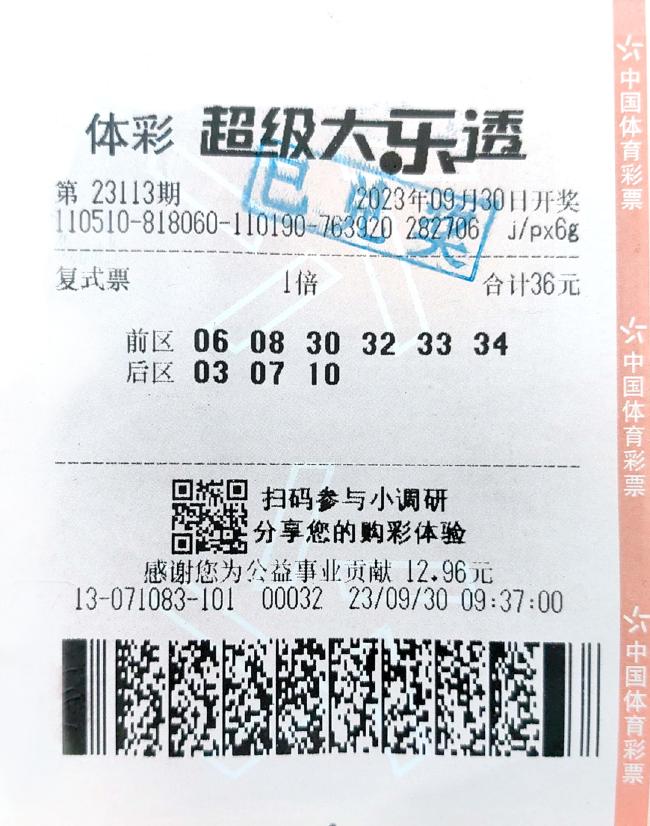 体彩 超级大乐透
已兑奖
第 23113期 2023年09月30日开奖
110510-818060-110190-763920 282706 j/px6g
复式票 1倍 合计36元
前区 06 08 30 32 33 34
后区 03 07 10
扫码参与小调研
分享您的购彩体验
感谢您为公益事业贡献 12.96元
13-071083-101 00032 23/09/30 09:37:00
中国体育彩票
中国体育彩票
中国体育彩票